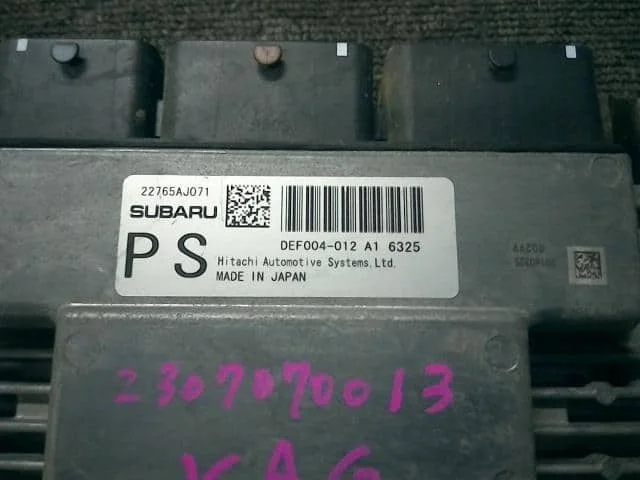 22765AJ071
SUBARU
PS
DEF004-012 A1 6325
Hitachi Automotive Systems,Ltd.
MADE IN JAPAN
2307070013